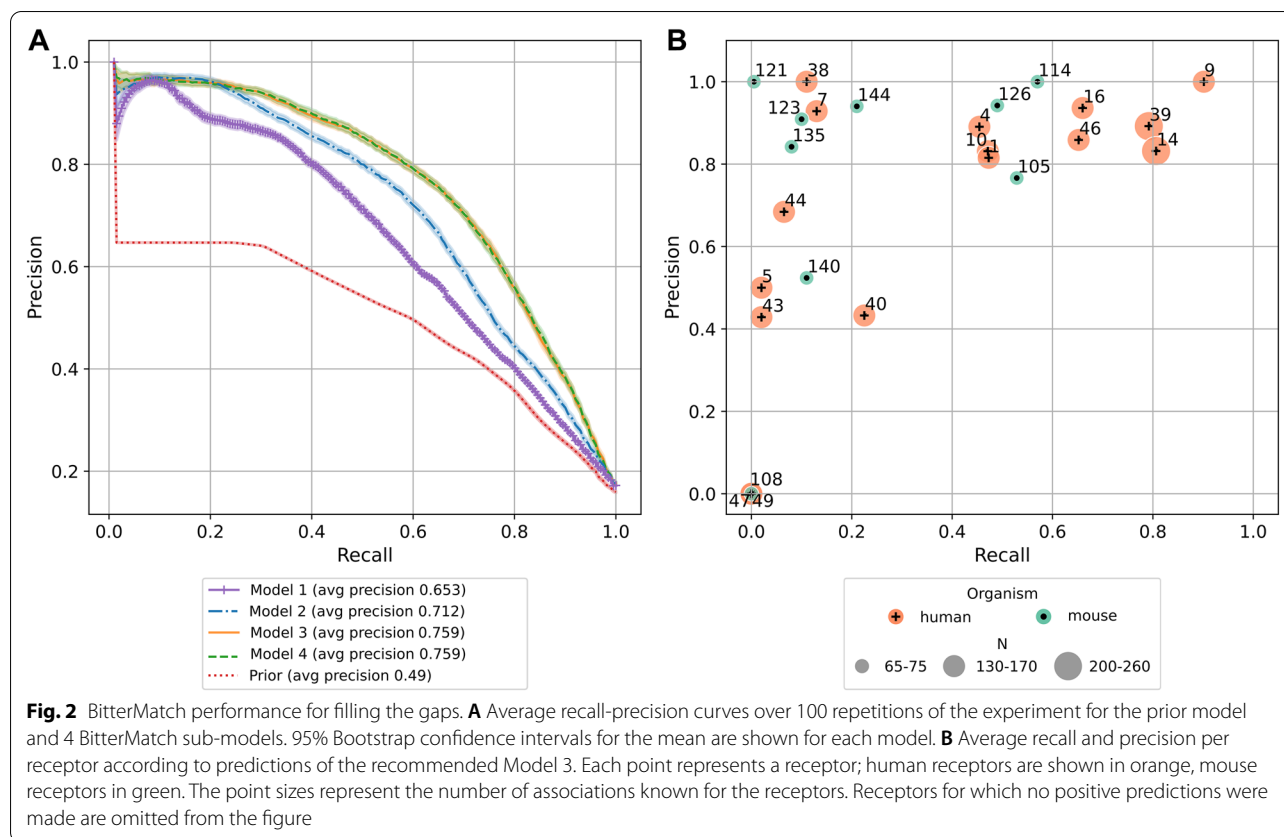 A
B
1.0
0.8
0.6
0.4
0.2
Precision
0.0 0.2 0.4 0.6 0.8 1.0
Recall
Model 1 (avg precision 0.653)
Model 2 (avg precision 0.712)
Model 3 (avg precision 0.759)
Model 4 (avg precision 0.759)
Prior (avg precision 0.49)
1.0
0.8
0.6
0.4
0.2
0.0
Precision
121 38 114 9
7 144 126 16
123 4 39
135 101 46 14
1 105
44
140
5
43 40
108
4749
0.0 0.2 0.4 0.6 0.8 1.0
Recall
Organism
human mouse
N
65-75 130-170 200-260
Fig. 2 BitterMatch performance for filling the gaps. A Average recall-precision curves over 100 repetitions of the experiment for the prior model
and 4 BitterMatch sub-models. 95% Bootstrap confidence intervals for the mean are shown for each model. B Average recall and precision per
receptor according to predictions of the recommended Model 3. Each point represents a receptor; human receptors are shown in orange, mouse
receptors in green. The point sizes represent the number of associations known for the receptors. Receptors for which no positive predictions were
made are omitted from the figure